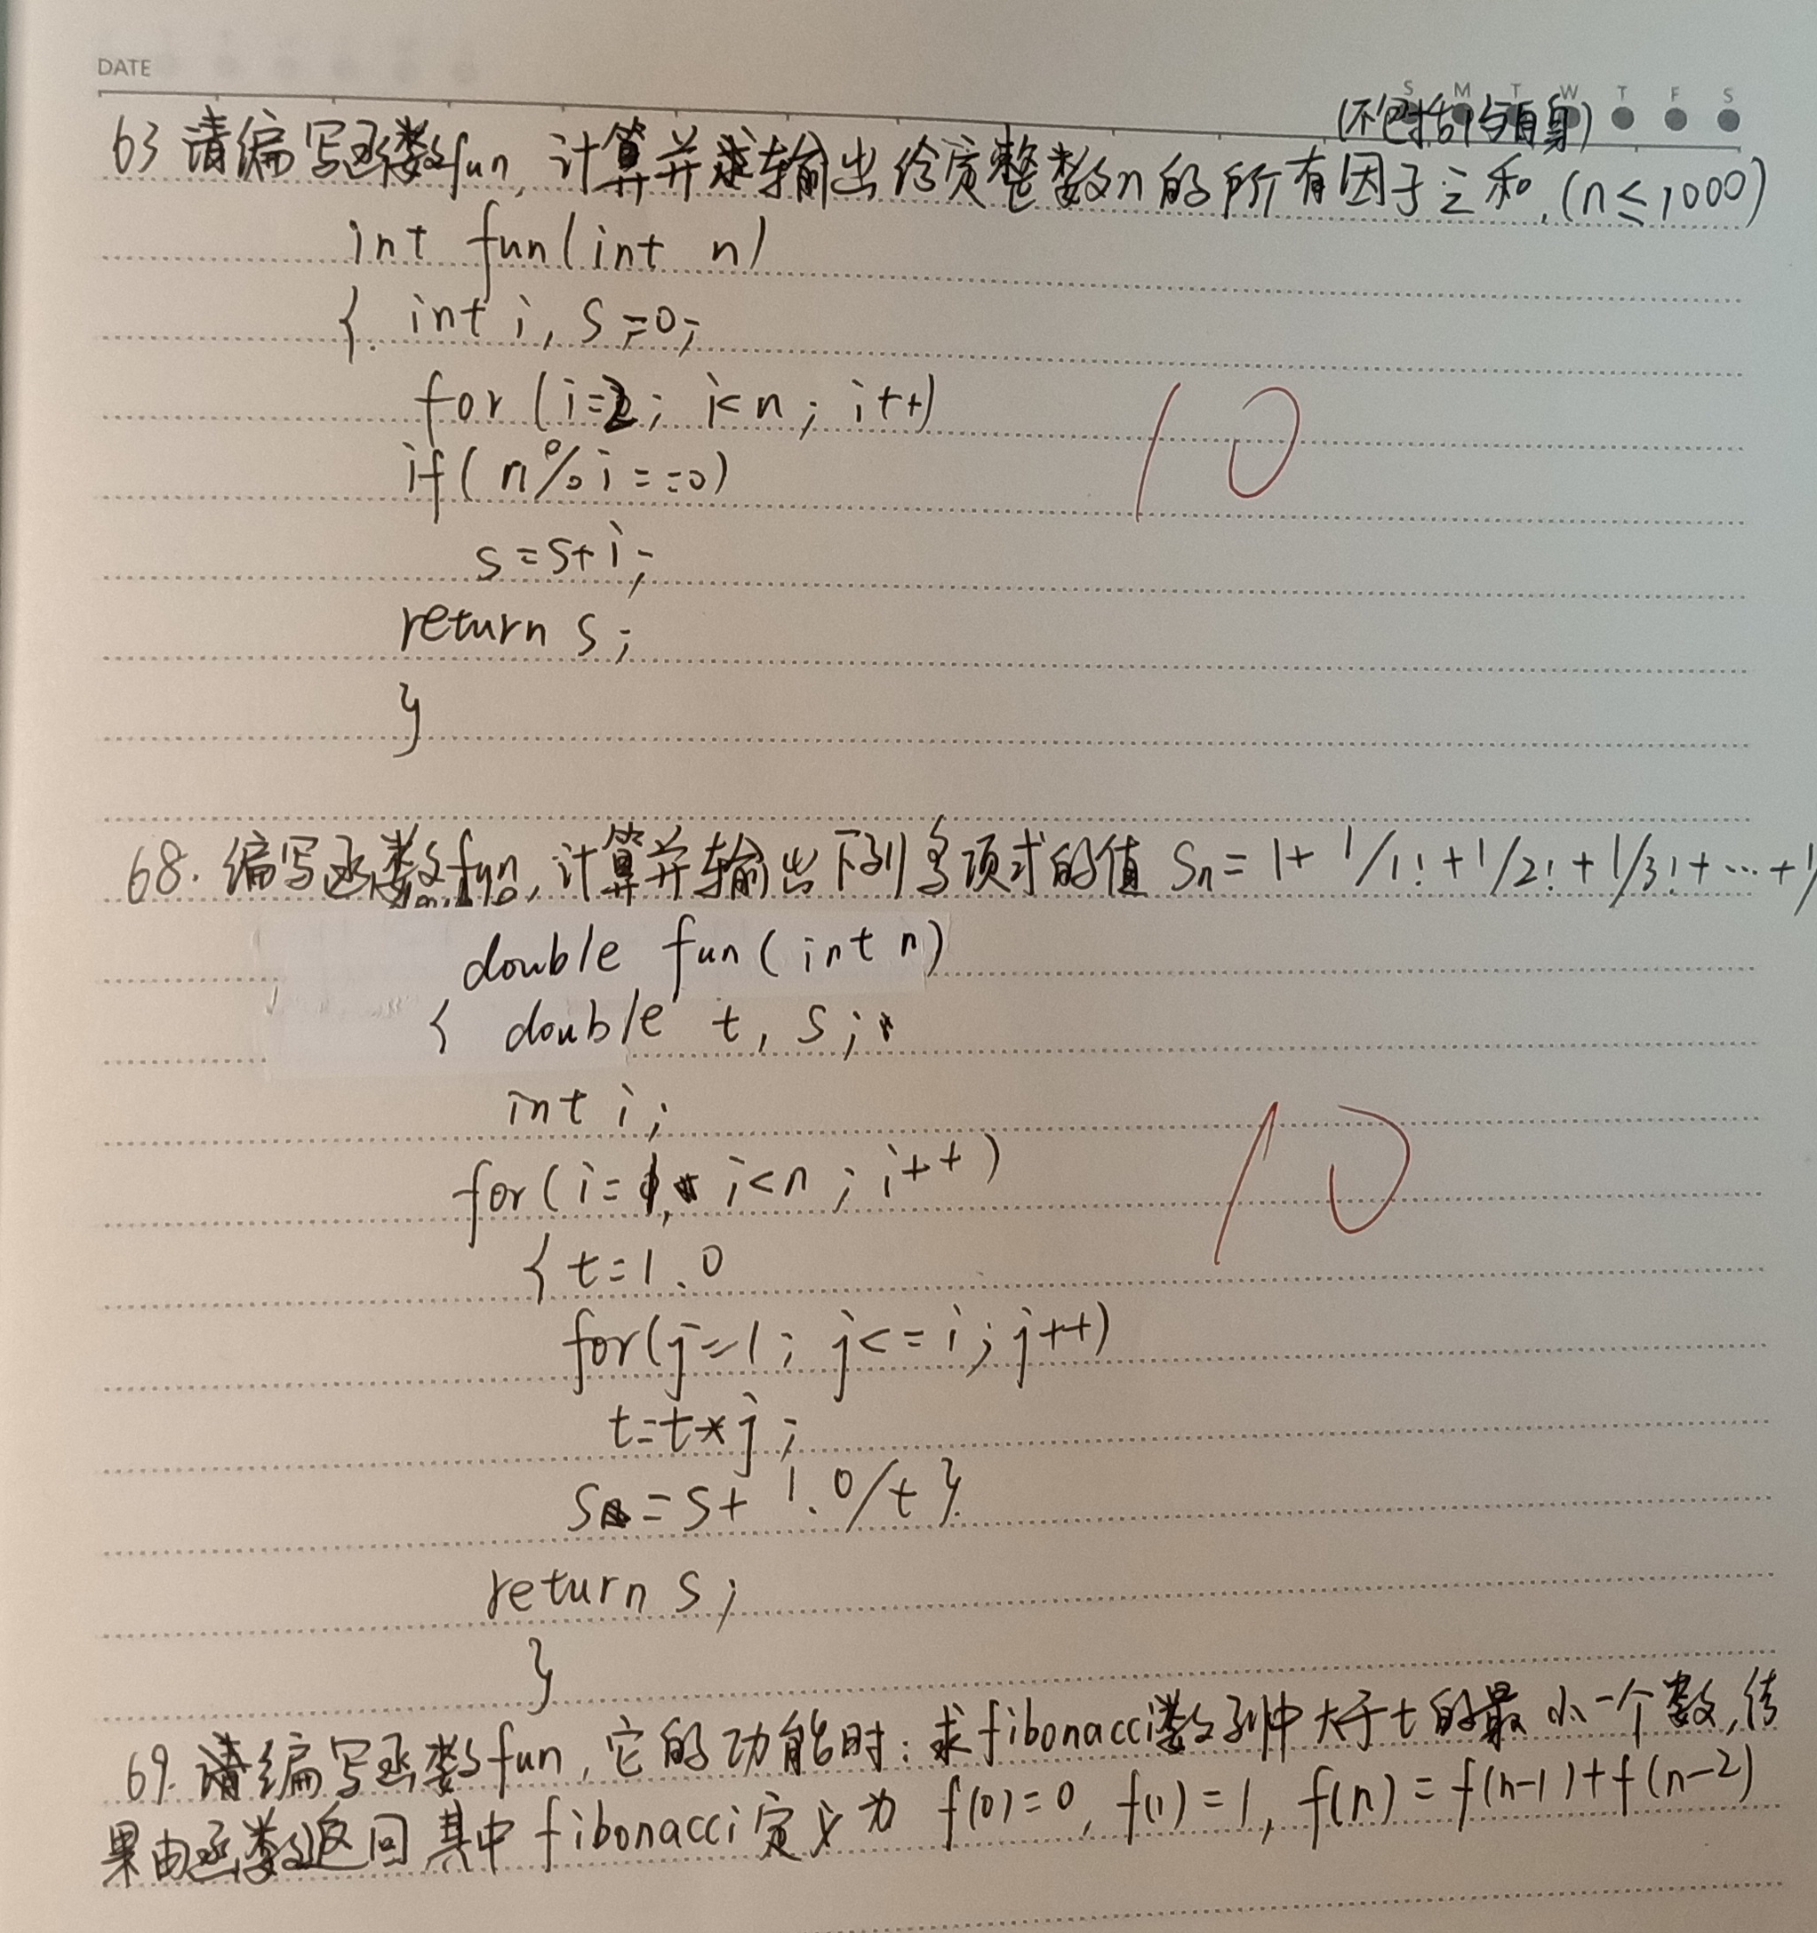 DATE
S M T W T F S
(不包括1与自身)
63 请编写函数fun, 计算并输出给定整数n的所有因子之和.(n≤1000)
int fun(int n)
{ int i, s=0;
for (i=2; i<n; i++)
if( n%i==0)
s=s+i;
return s;
}
10
68. 编写函数fun, 计算并输出下列多项式的值 Sn = 1+ 1/1! +1/2! + 1/3! + ... +1/
double fun(int n)
{ double t, s;
int i;
for(i=1, i<n; i++)
{ t=1.0
for(j=1; j<=i; j++)
t=t*j;
s=s+ 1.0/t }
return s;
}
10
69. 请编写函数fun, 它的功能时: 求fibonacci数列中大于t的最小一个数, 结
果由函数返回 其中fibonacci定义为 f(0)=0, f(1)=1, f(n)=f(n-1)+f(n-2)